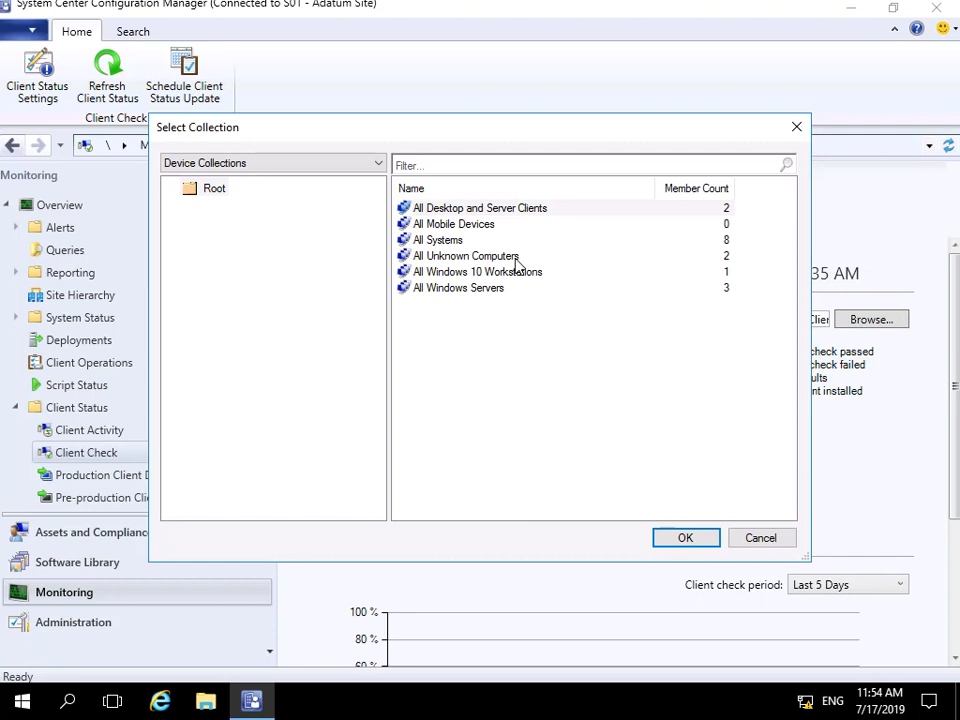 System Center Configuration Manager (Connected to S01 - Adatum Site)
Home
Search
Client Status Settings
Refresh Client Status
Schedule Client Status Update
Client Check
Select Collection
\
M
Monitoring
Device Collections
Filter...
Root
Name
Member Count
All Desktop and Server Clients 2
All Mobile Devices 0
All Systems 8
All Unknown Computers 2
All Windows 10 Workstations 1
All Windows Servers 3
Overview
Alerts
Queries
Reporting
Site Hierarchy
System Status
Deployments
Client Operations
Script Status
Client Status
Client Activity
Client Check
Production Client D
Pre-production Cli
35 AM
Clier
Browse...
check passed
check failed
ults
nt installed
OK
Cancel
Assets and Compliance
Software Library
Monitoring
Administration
Client check period:
Last 5 Days
100 %
80 %
60 %
Ready
ENG
11:54 AM
7/17/2019